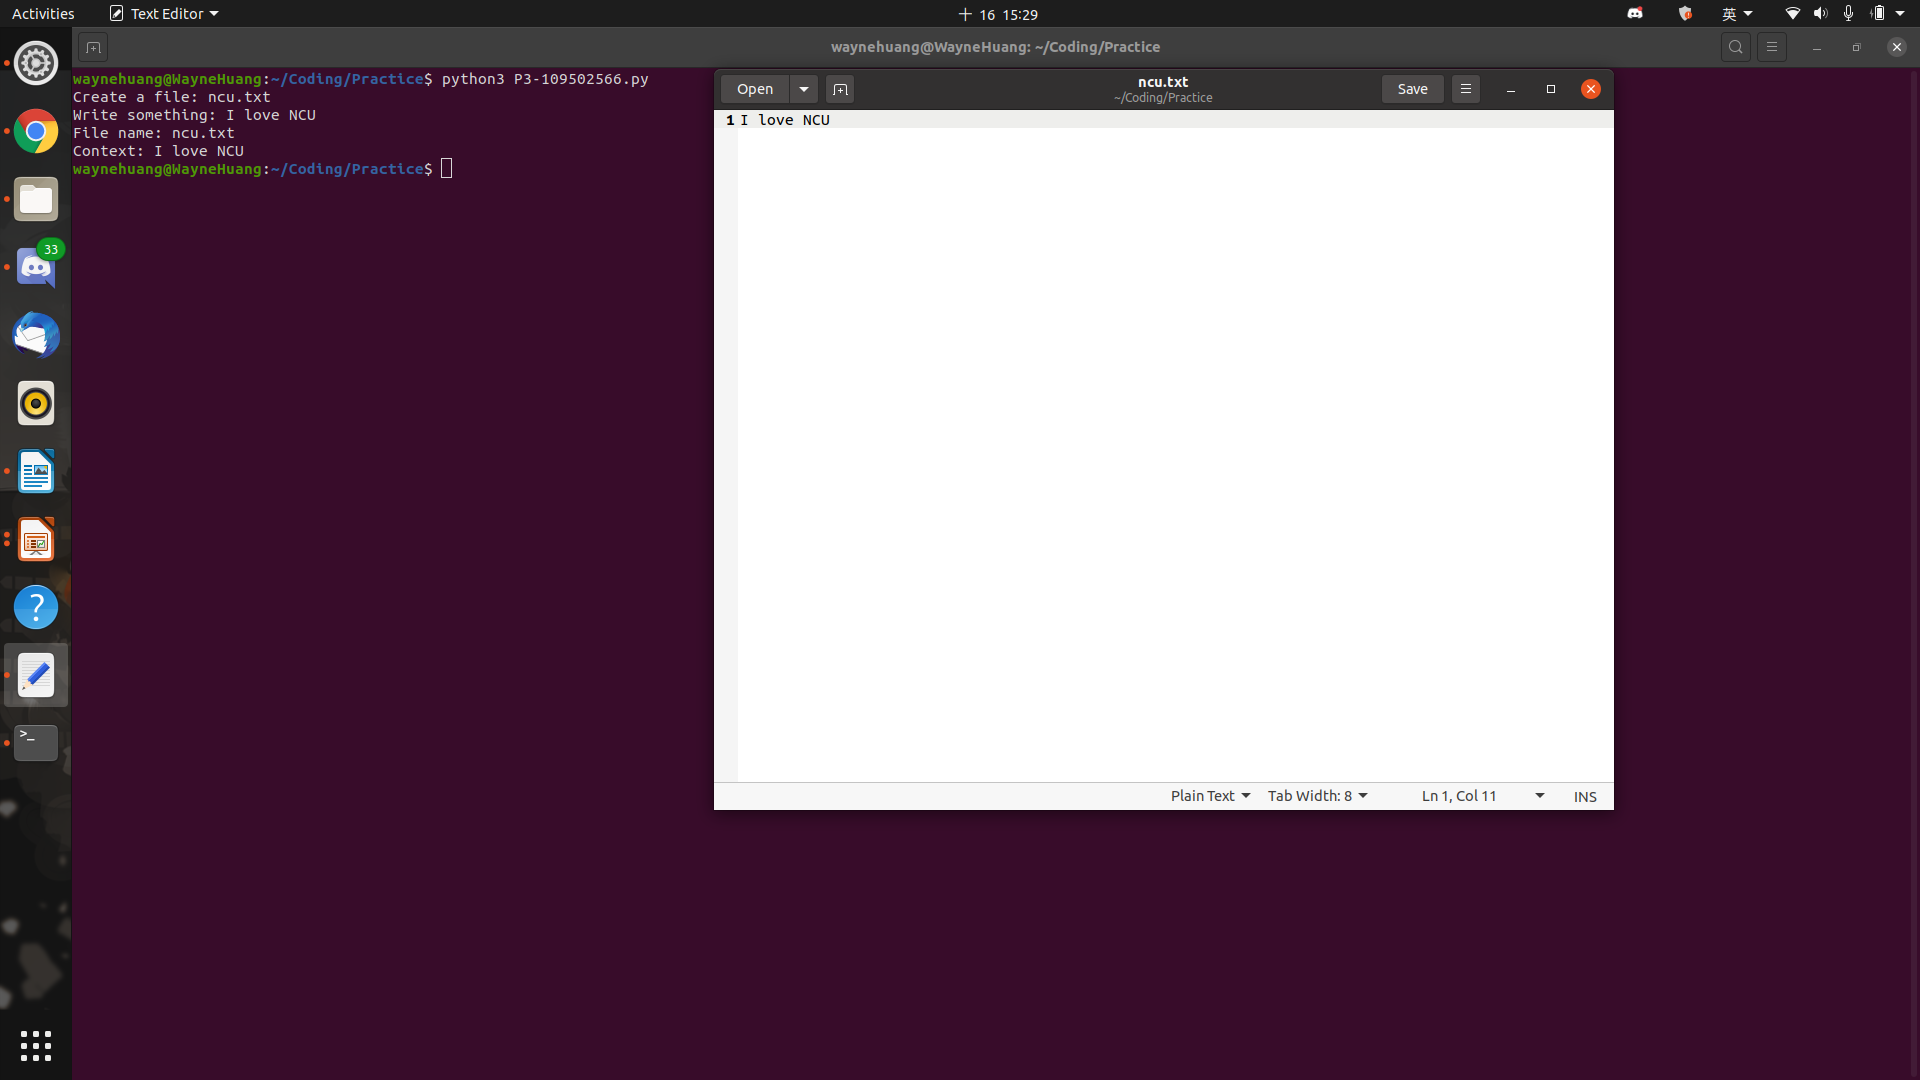 Activities
Text Editor
十 16 15:29
英
waynehuang@WayneHuang: ~/Coding/Practice
waynehuang@WayneHuang:~/Coding/Practice$ python3 P3-109502566.py
Create a file: ncu.txt
Write something: I love NCU
File name: ncu.txt
Context: I love NCU
waynehuang@WayneHuang:~/Coding/Practice$
33
>_
Open
ncu.txt
~/Coding/Practice
Save
1 I love NCU
Plain Text
Tab Width: 8
Ln 1, Col 11
INS